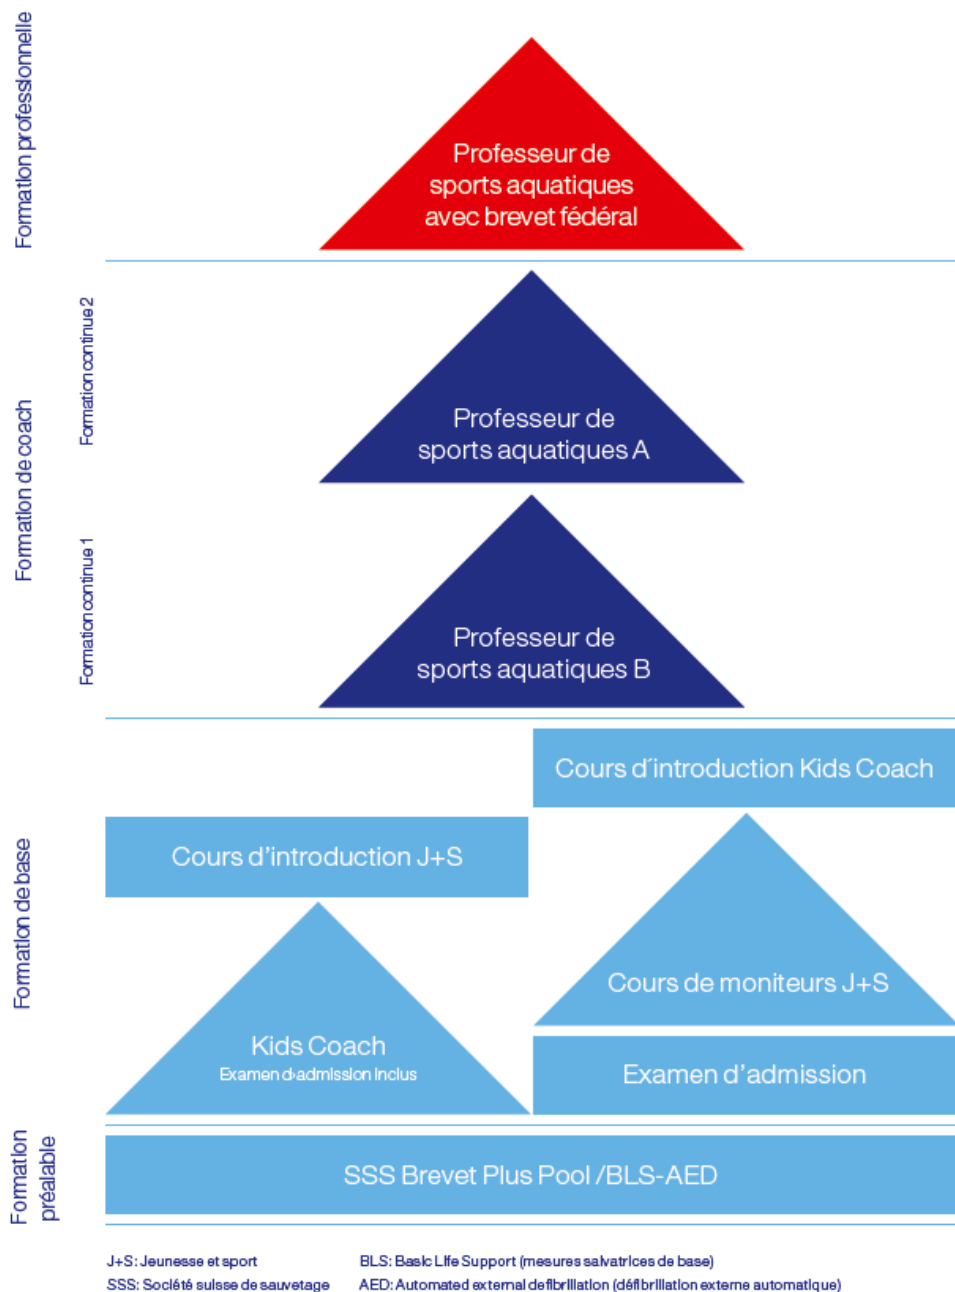 Formation professionnelle
Professeur de
sports aquatiques
avec brevet fédéral
Formation de coach
Formation continue 2
Professeur de
sports aquatiques A
Formation continue 1
Professeur de
sports aquatiques B
Formation de base
Cours d´introduction Kids Coach
Cours d’introduction J+S
Cours de moniteurs J+S
Kids Coach
Examen d›admission inclus
Examen d’admission
Formation
préalable
SSS Brevet Plus Pool /BLS-AED
J+S: Jeunesse et sport
BLS: Basic Life Support (mesures salvatrices de base)
SSS: Société suisse de sauvetage
AED: Automated external defibrillation (défibrillation externe automatique)